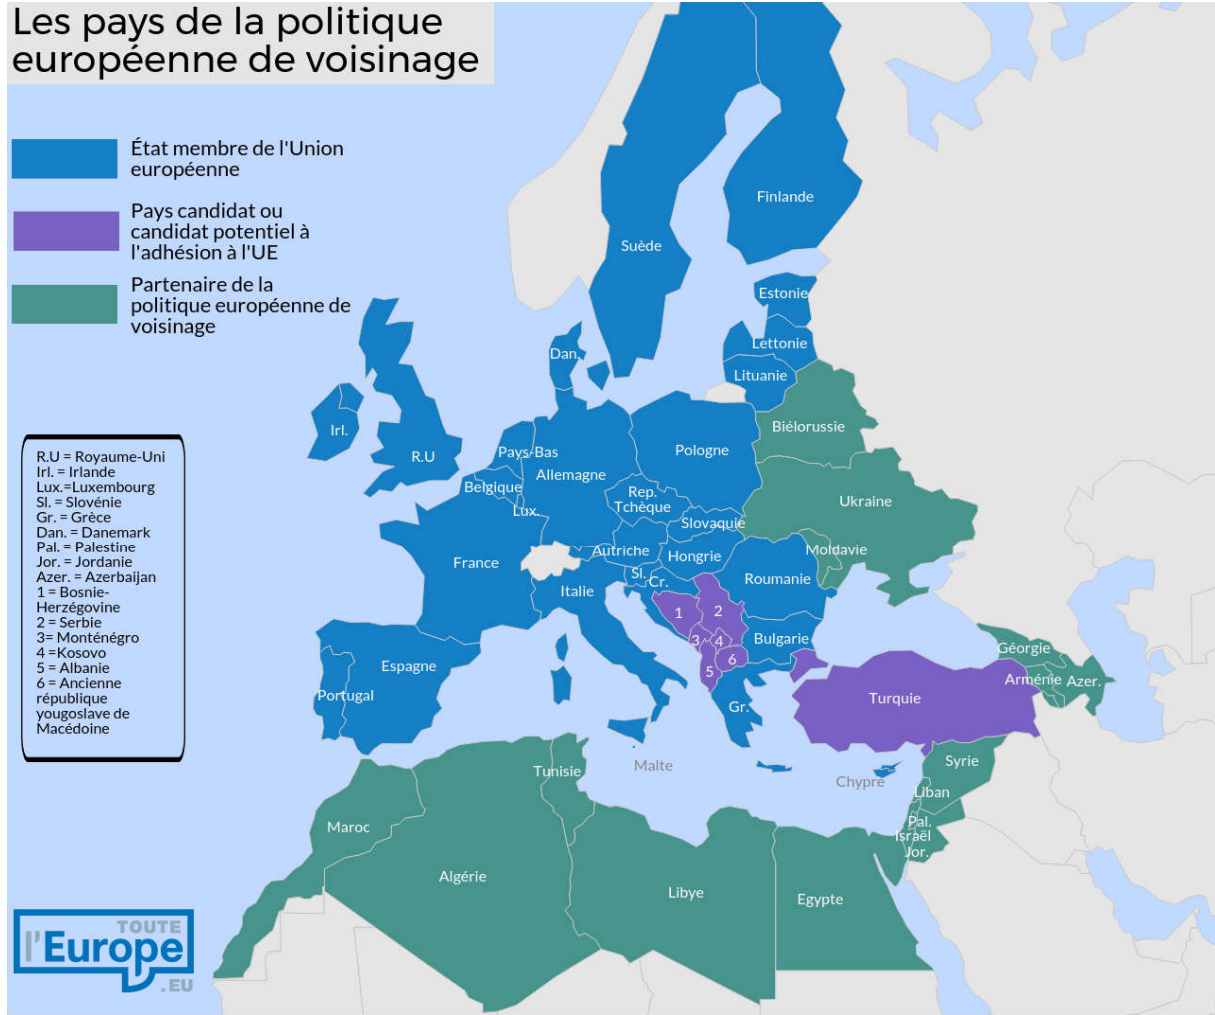 Les pays de la politique
européenne de voisinage
État membre de l'Union
européenne
Pays candidat ou
candidat potentiel à
l'adhésion à l'UE
Partenaire de la
politique européenne de
voisinage
R.U = Royaume-Uni
Irl. = Irlande
Lux.=Luxembourg
Sl. = Slovénie
Gr. = Grèce
Dan. = Danemark
Pal. = Palestine
Jor. = Jordanie
Azer. = Azerbaijan
1 = Bosnie-
Herzégovine
2 = Serbie
3= Monténégro
4 =Kosovo
5 = Albanie
6 = Ancienne
république
yougoslave de
Macédoine
Finlande
Suède
Estonie
Lettonie
Dan.
Lituanie
Irl.
R.U
Biélorussie
Pays-Bas
Pologne
Allemagne
Belgique
Rep.
Tchèque
Ukraine
Lux.
Slovaquie
France
Autriche
Hongrie
Moldavie
Sl.
Cr.
Roumanie
Italie
1
2
3
4
5
6
Bulgarie
Géorgie
Espagne
Portugal
Arménie
Azer.
Turquie
Gr.
Malte
Chypre
Tunisie
Syrie
Liban
Maroc
Pal.
Israël
Jor.
Algérie
Libye
Egypte
TOUTE
l'Europe
.EU